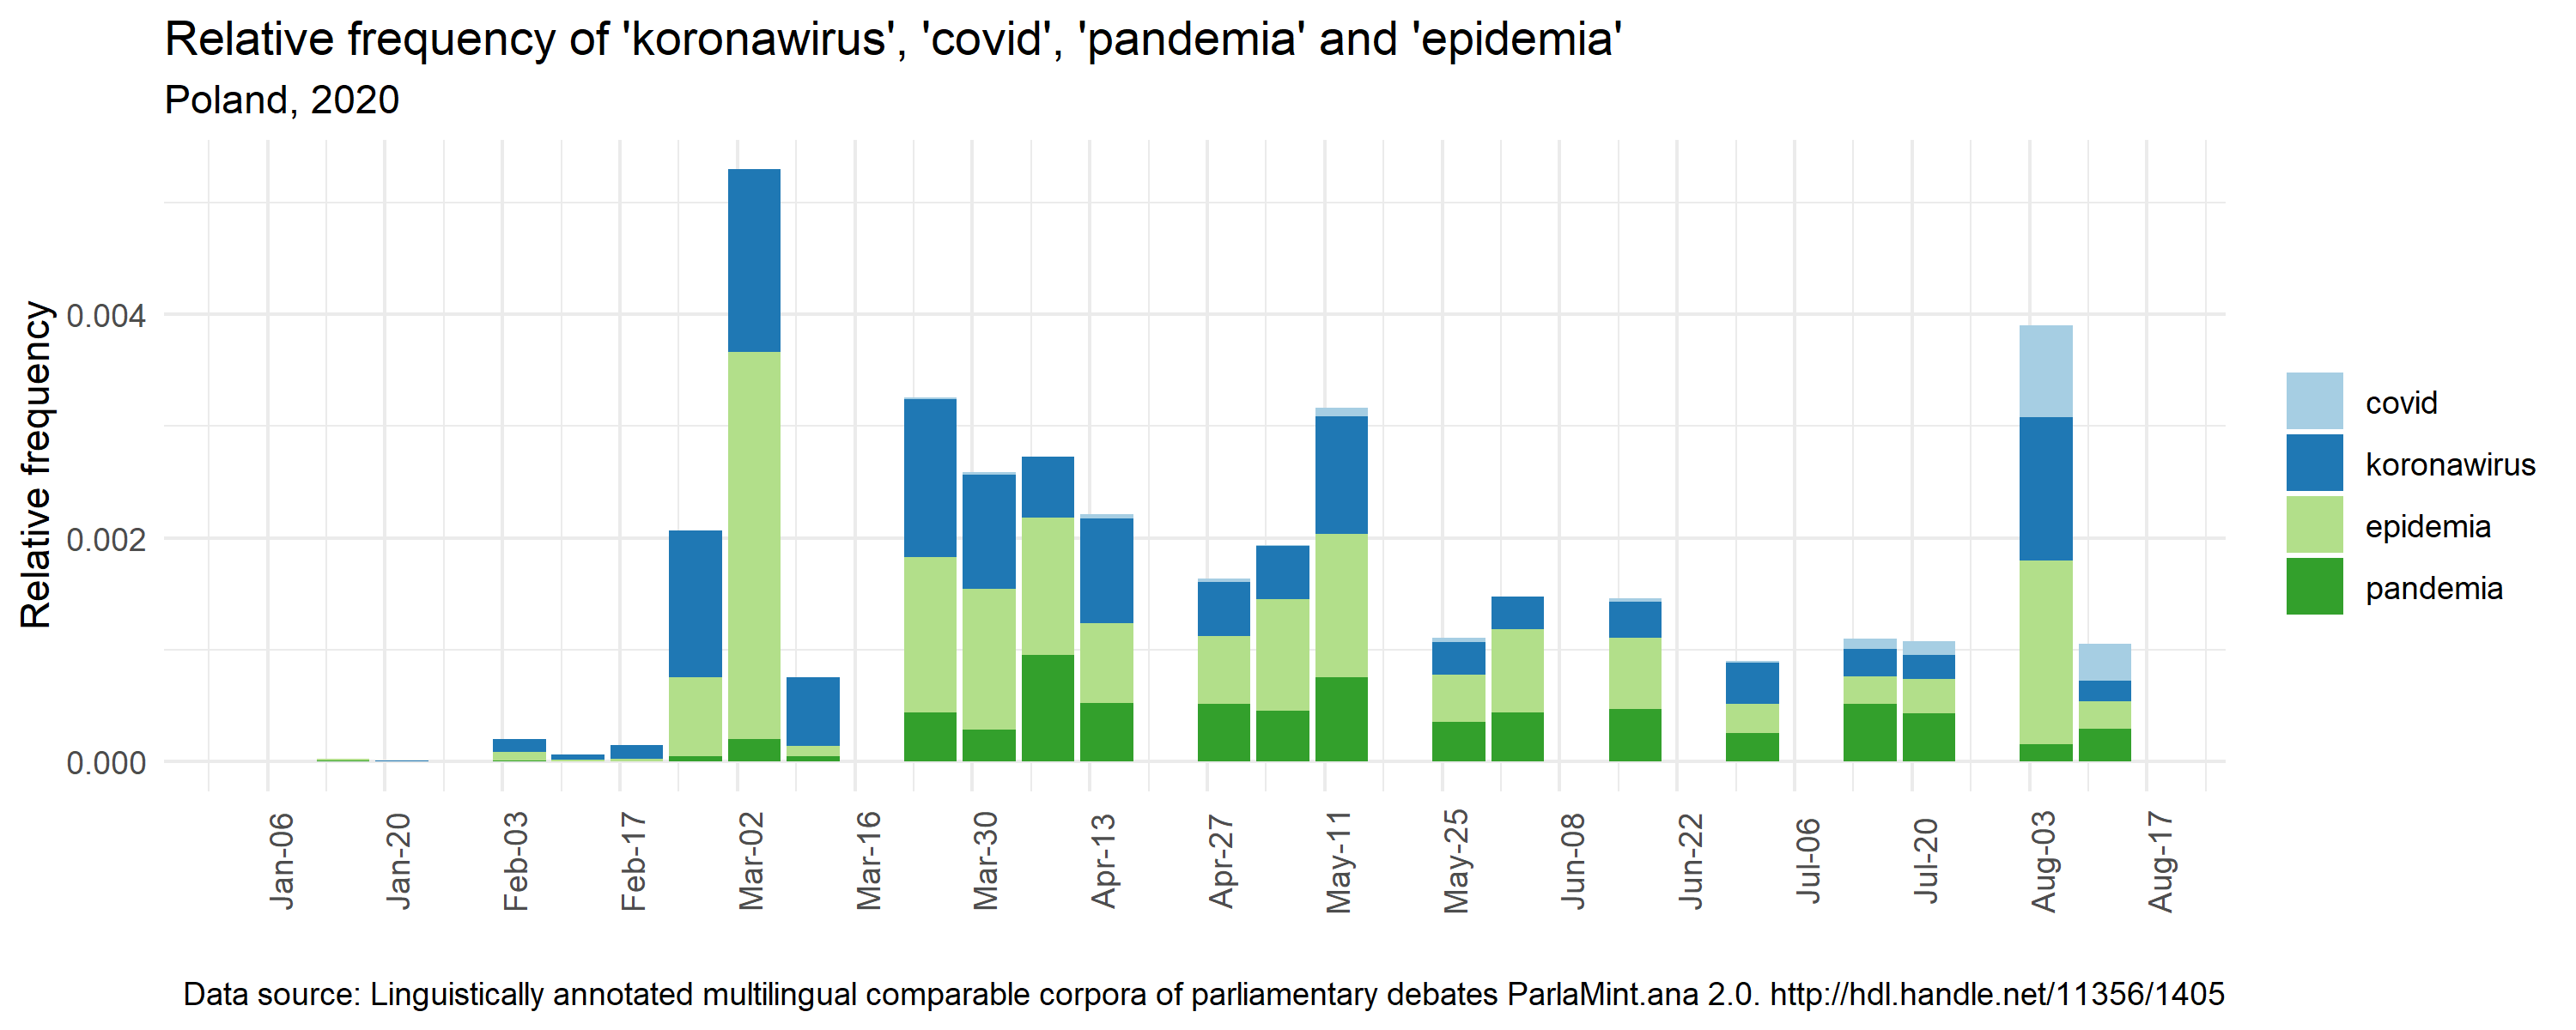 Relative frequency of 'koronawirus', 'covid', 'pandemia' and 'epidemia'
Poland, 2020
Relative frequency
0.004
0.002
0.000
Jan-06
Jan-20
Feb-03
Feb-17
Mar-02
Mar-16
Mar-30
Apr-13
Apr-27
May-11
May-25
Jun-08
Jun-22
Jul-06
Jul-20
Aug-03
Aug-17
covid
koronawirus
epidemia
pandemia
Data source: Linguistically annotated multilingual comparable corpora of parliamentary debates ParlaMint.ana 2.0. http://hdl.handle.net/11356/1405